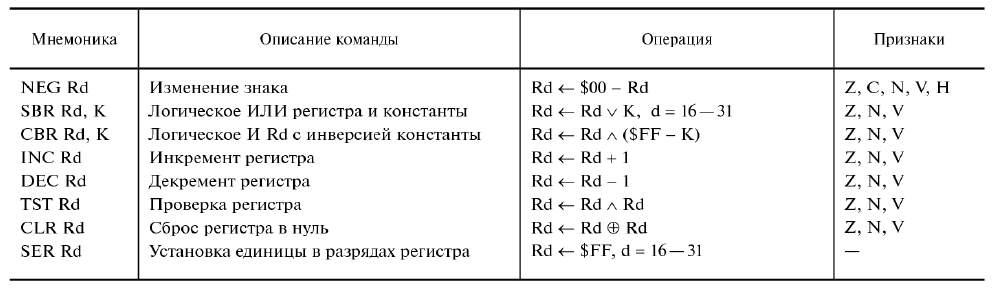 Мнемоника Описание команды Операция Признаки
NEG Rd Изменение знака Rd ← $00 – Rd Z, C, N, V, H
SBR Rd, K Логическое ИЛИ регистра и константы Rd ← Rd ∨ K, d = 16—31 Z, N, V
CBR Rd, K Логическое И Rd с инверсией константы Rd ← Rd ∧ ($FF – K) Z, N, V
INC Rd Инкремент регистра Rd ← Rd + 1 Z, N, V
DEC Rd Декремент регистра Rd ← Rd – 1 Z, N, V
TST Rd Проверка регистра Rd ← Rd ∧ Rd Z, N, V
CLR Rd Сброс регистра в нуль Rd ← Rd ⊕ Rd Z, N, V
SER Rd Установка единицы в разрядах регистра Rd ← $FF, d = 16—31 —